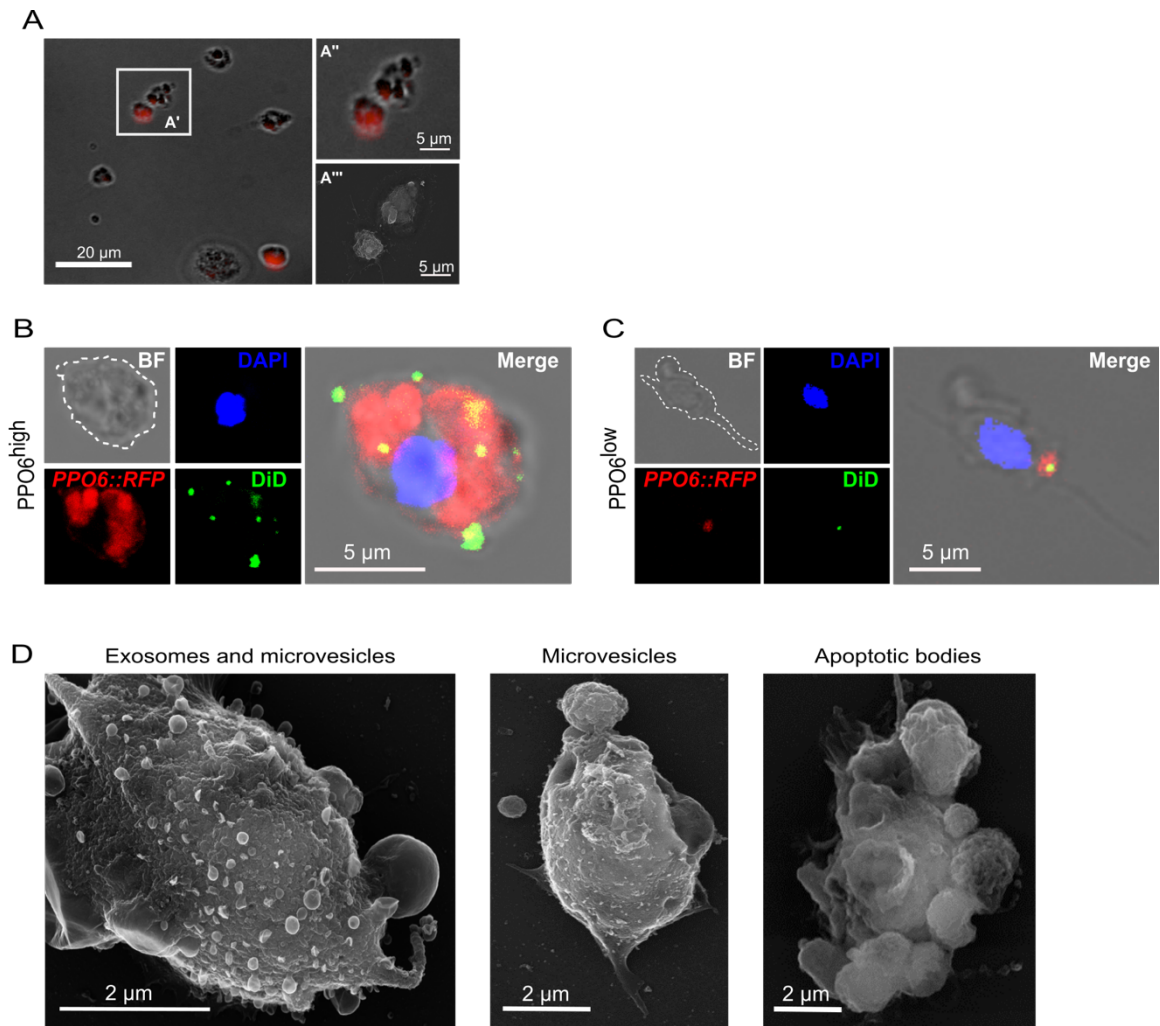 A
A'
20 µm
A''
5 µm
A'''
5 µm
B
PPO6high
BF
DAPI
PPO6::RFP
DiD
Merge
5 µm
C
PPO6low
BF
DAPI
PPO6::RFP
DiD
Merge
5 µm
D
Exosomes and microvesicles
Microvesicles
Apoptotic bodies
2 µm
2 µm
2 µm